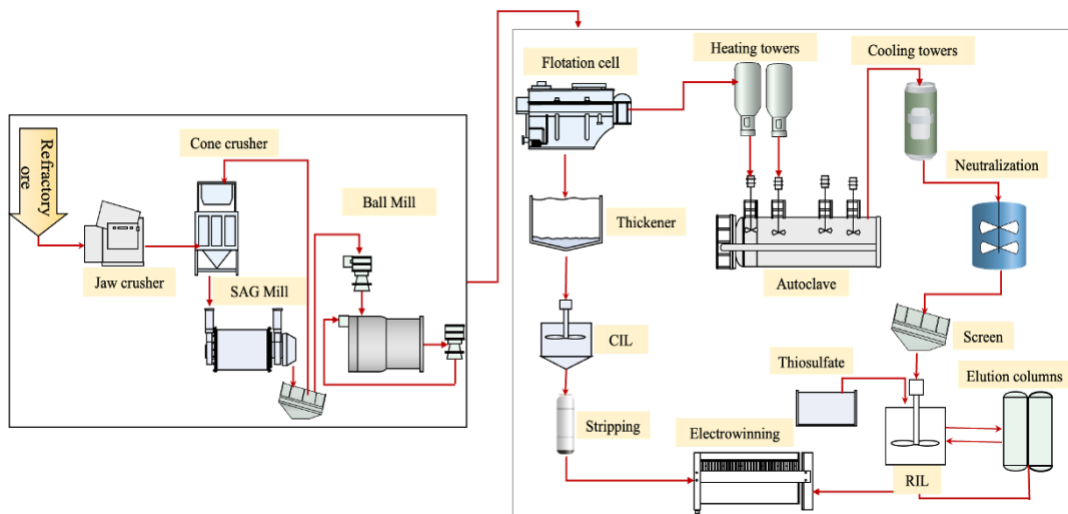 Refractory
ore
Jaw crusher
Cone crusher
SAG Mill
Ball Mill
Flotation cell
Thickener
CIL
Stripping
Heating towers
Autoclave
Cooling towers
Neutralization
Screen
Thiosulfate
Elution columns
RIL
Electrowinning